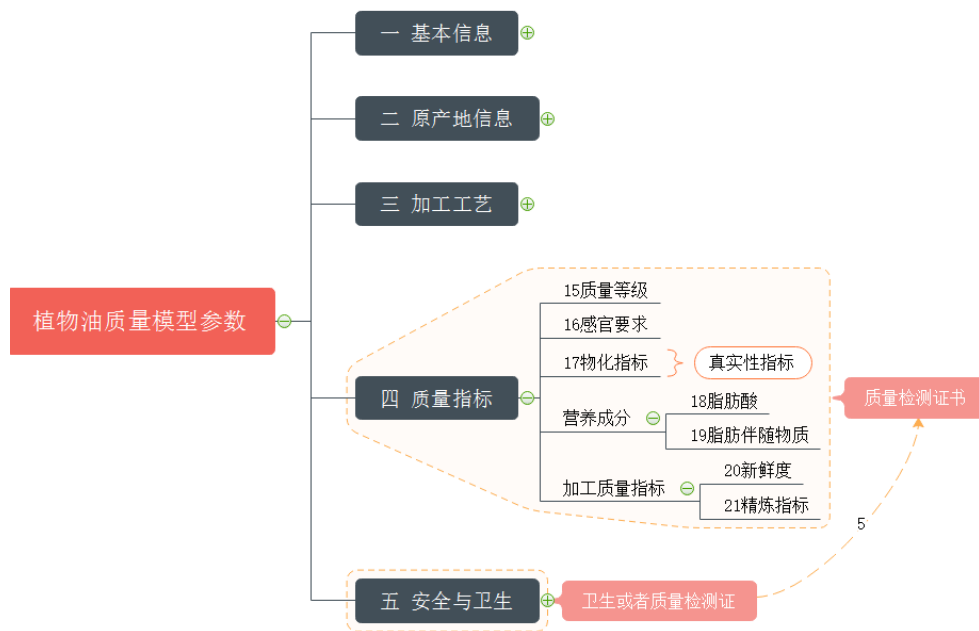 一 基本信息
二 原产地信息
三 加工工艺
植物油质量模型参数
四 质量指标
15质量等级
16感官要求
17物化指标
真实性指标
营养成分
18脂肪酸
19脂肪伴随物质
加工质量指标
20新鲜度
21精炼指标
质量检测证书
5
五 安全与卫生
卫生或者质量检测证